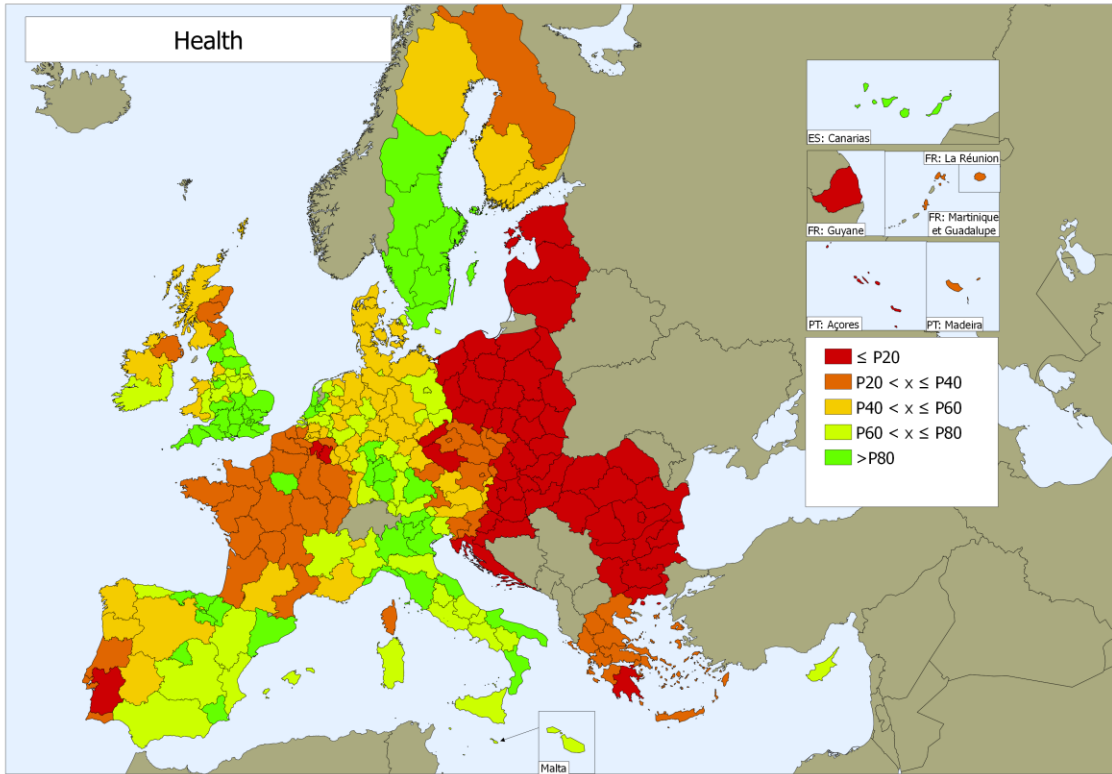 Health
ES: Canarias
FR: La Réunion
FR: Guyane
FR: Martinique
et Guadalupe
PT: Açores
PT: Madeira
≤ P20
P20 < x ≤ P40
P40 < x ≤ P60
P60 < x ≤ P80
>P80
Malta